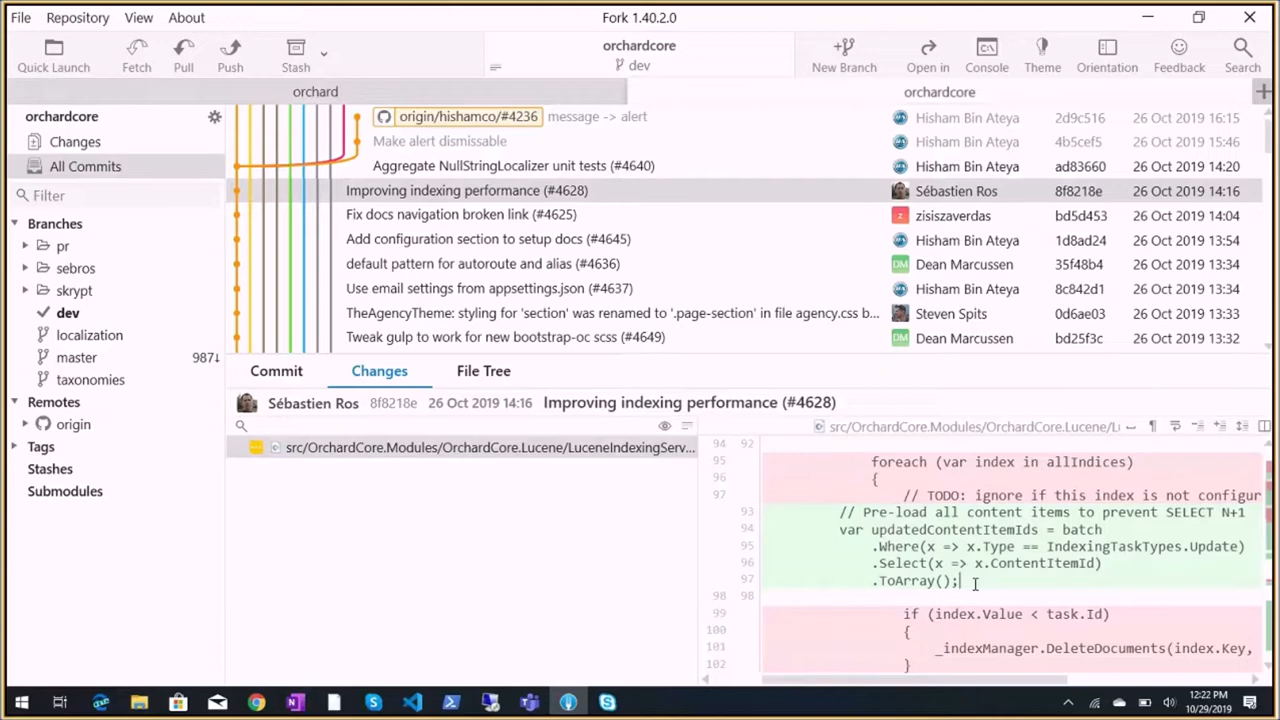 File Repository View About Fork 1.40.2.0
Quick Launch Fetch Pull Push Stash orchardcore dev New Branch Open in Console Theme Orientation Feedback Search
orchard orchardcore
orchardcore
Changes
All Commits
Filter
Branches
pr
sebros
skrypt
dev
localization
master 987↓
taxonomies
Remotes
origin
Tags
Stashes
Submodules
origin/hishamco/#4236 message -> alert Hisham Bin Ateya 2d9c516 26 Oct 2019 16:15
Make alert dismissable Hisham Bin Ateya 4b5cef5 26 Oct 2019 15:46
Aggregate NullStringLocalizer unit tests (#4640) Hisham Bin Ateya ad83660 26 Oct 2019 14:20
Improving indexing performance (#4628) Sébastien Ros 8f8218e 26 Oct 2019 14:16
Fix docs navigation broken link (#4625) z zisiszaverdas bd5d453 26 Oct 2019 14:04
Add configuration section to setup docs (#4645) Hisham Bin Ateya 1d8ad24 26 Oct 2019 13:54
default pattern for autoroute and alias (#4636) DM Dean Marcussen 35f48b4 26 Oct 2019 13:34
Use email settings from appsettings.json (#4637) Hisham Bin Ateya 8c842d1 26 Oct 2019 13:34
TheAgencyTheme: styling for 'section' was renamed to '.page-section' in file agency.css b... Steven Spits 0d6ae03 26 Oct 2019 13:33
Tweak gulp to work for new bootstrap-oc scss (#4649) DM Dean Marcussen bd25f3c 26 Oct 2019 13:32
Commit Changes File Tree
Sébastien Ros 8f8218e 26 Oct 2019 14:16 Improving indexing performance (#4628)
src/OrchardCore.Modules/OrchardCore.Lucene/L
src/OrchardCore.Modules/OrchardCore.Lucene/LuceneIndexingServ...
94 92
95 foreach (var index in allIndices)
96 {
97 // TODO: ignore if this index is not configur
93 // Pre-load all content items to prevent SELECT N+1
94 var updatedContentItemIds = batch
95 .Where(x => x.Type == IndexingTaskTypes.Update)
96 .Select(x => x.ContentItemId)
97 .ToArray();
98 98
99 if (index.Value < task.Id)
100 {
101 _indexManager.DeleteDocuments(index.Key,
102 }
12:22 PM
10/29/2019